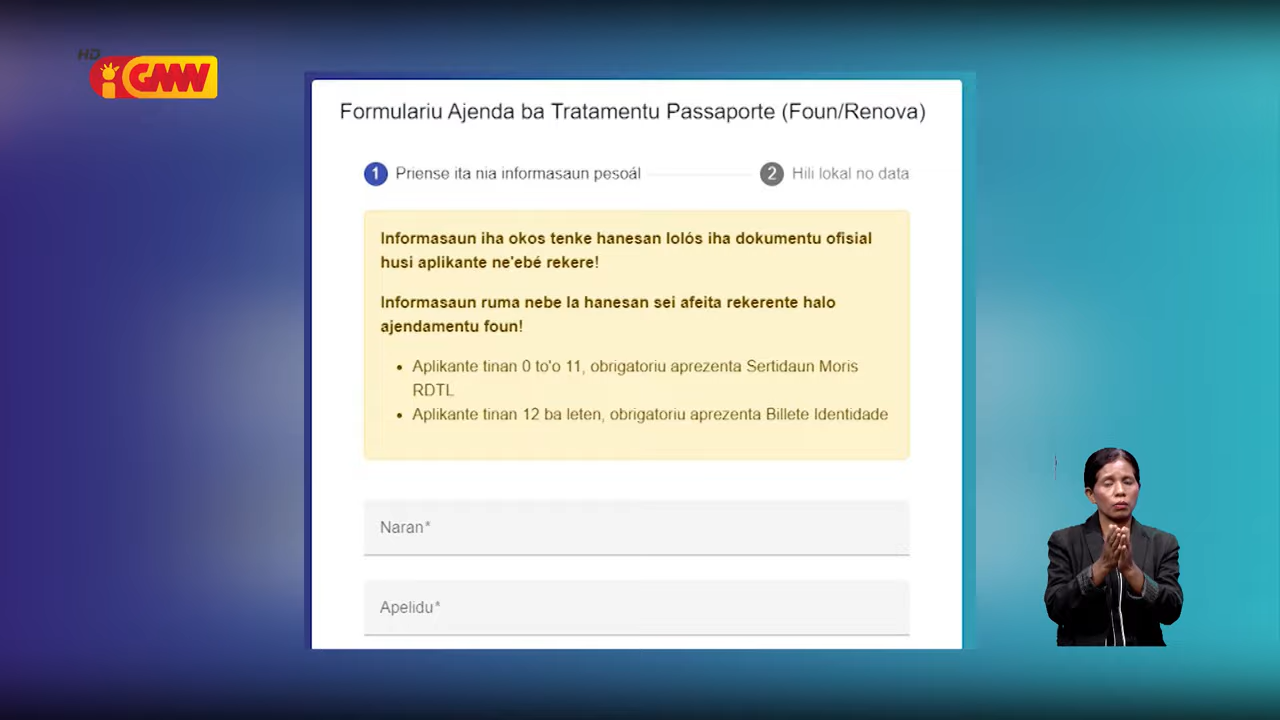 HD
GMN
Formulariu Ajenda ba Tratamentu Passaporte (Foun/Renova)
1 Priense ita nia informasaun pesoál
2 Hili lokal no data
Informasaun iha okos tenke hanesan lolós iha dokumentu ofisial
husi aplikante ne'ebé rekere!
Informasaun ruma nebe la hanesan sei afeita rekerente halo
ajendamentu foun!
• Aplikante tinan 0 to'o 11, obrigatoriu aprezenta Sertidaun Moris
RDTL
• Aplikante tinan 12 ba leten, obrigatoriu aprezenta Billete Identidade
Naran*
Apelidu*